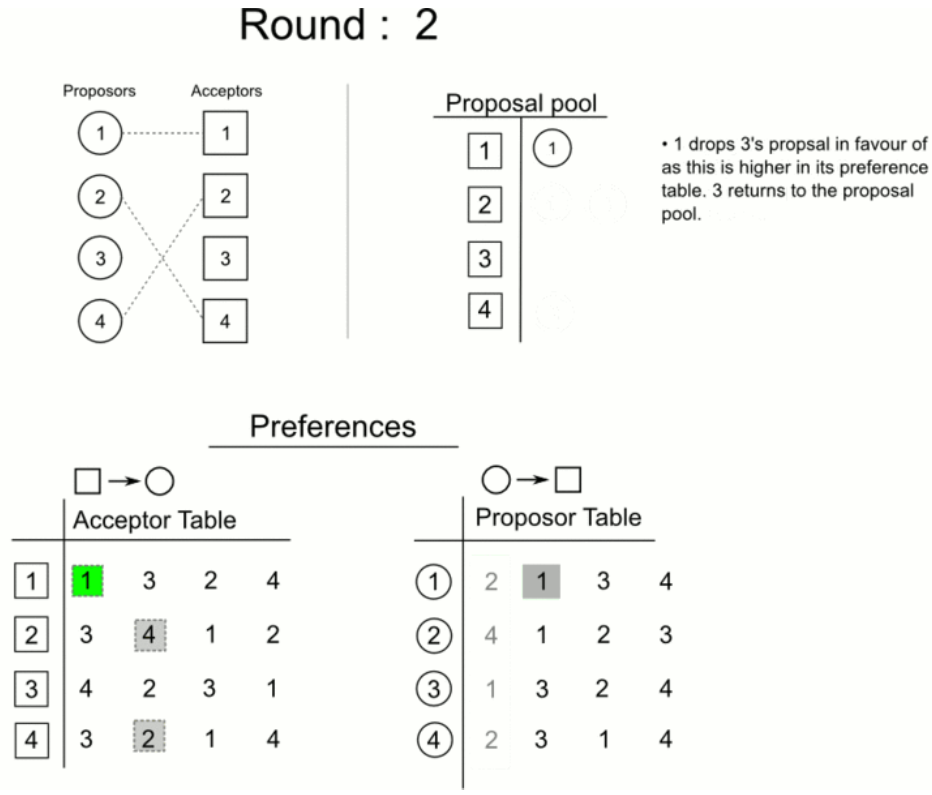 Round : 2
Proposors Acceptors
1 1
2 2
3 3
4 4
Proposal pool
1 1
2
3
4
• 1 drops 3's propsal in favour of
as this is higher in its preference
table. 3 returns to the proposal
pool.
Preferences
Acceptor Table
1 1 3 2 4
2 3 4 1 2
3 4 2 3 1
4 3 2 1 4
Proposor Table
1 2 1 3 4
2 4 1 2 3
3 1 3 2 4
4 2 3 1 4